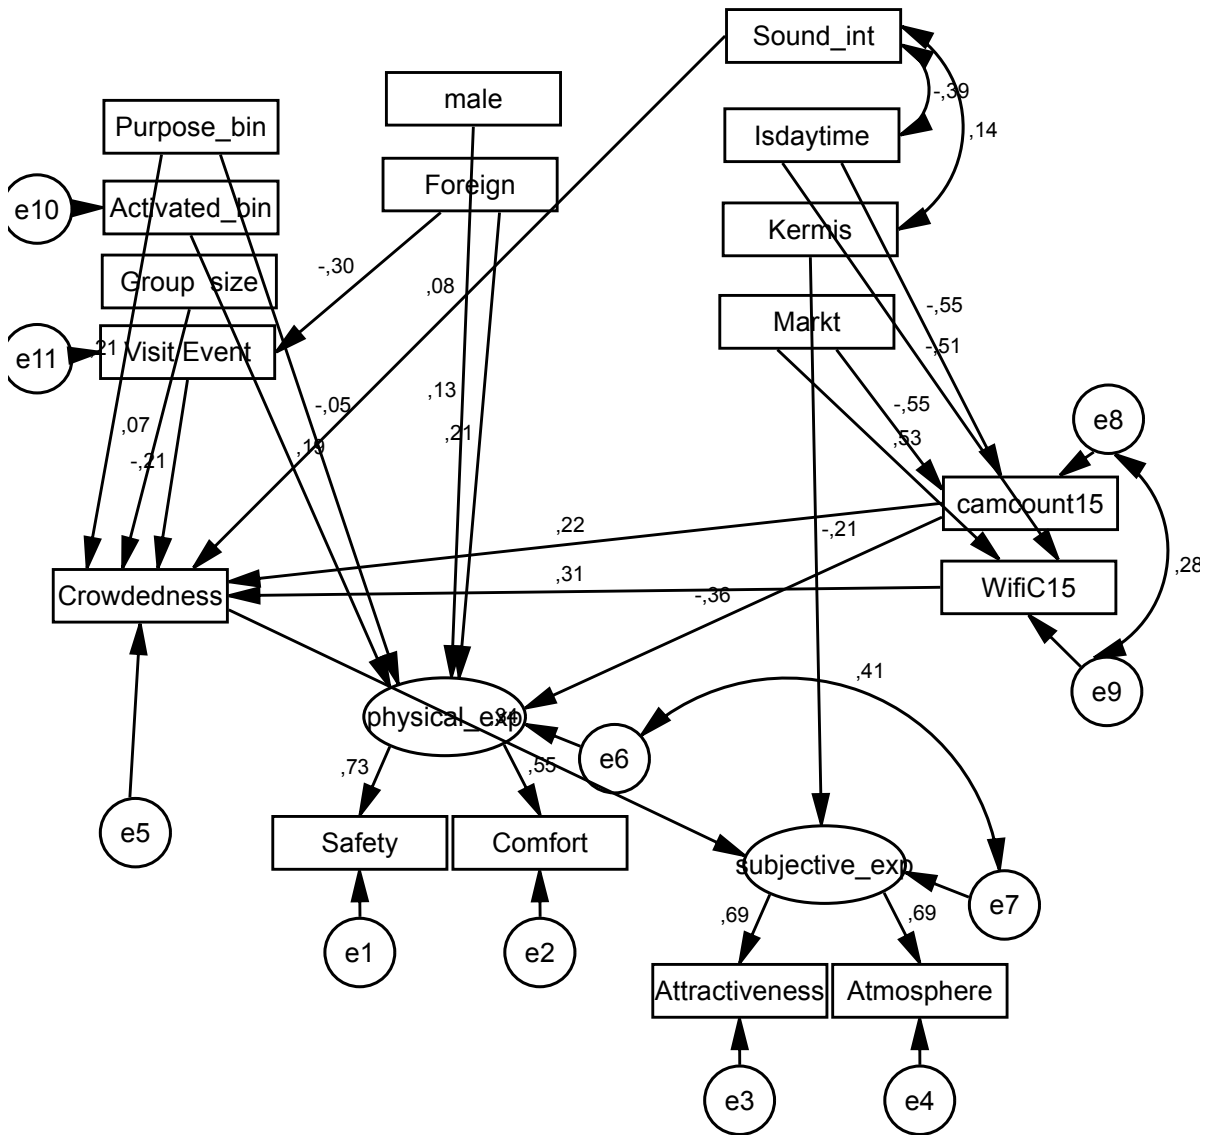 Sound_int
male
-,39
Purpose_bin
Isdaytime
,14
Foreign
e10
Activated_bin
Kermis
-,30
Group_size
,08
-,55
Markt
e11
,21
Visit Event
-,51
,13
-,05
-,55
e8
,07
,21
,19
,53
-,21
camcount15
,22
-,21
,28
,31
-,36
Crowdedness
WifiC15
,41
e9
physical_exp
,34
e6
,73
,55
e5
Safety
Comfort
subjective_exp
e7
,69
,69
e1
e2
Attractiveness
Atmosphere
e3
e4